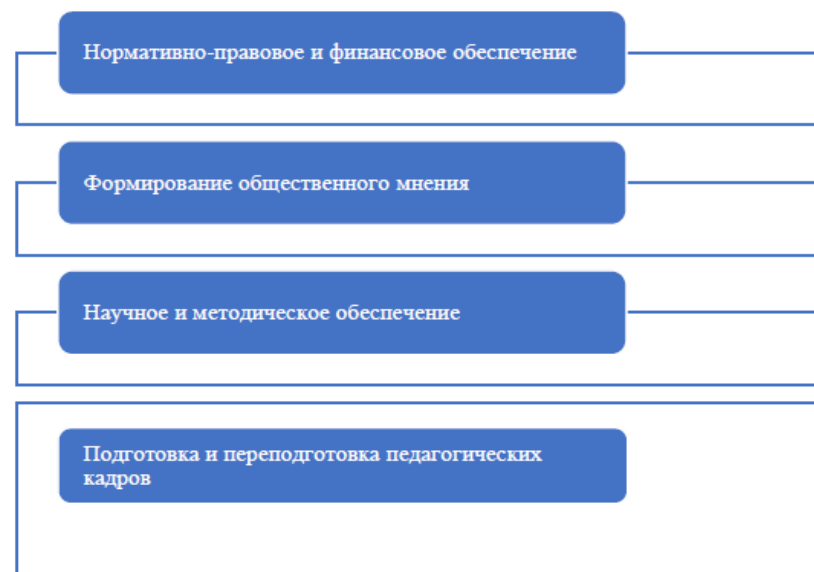 Нормативно-правовое и финансовое обеспечение
Формирование общественного мнения
Научное и методическое обеспечение
Подготовка и переподготовка педагогических
кадров